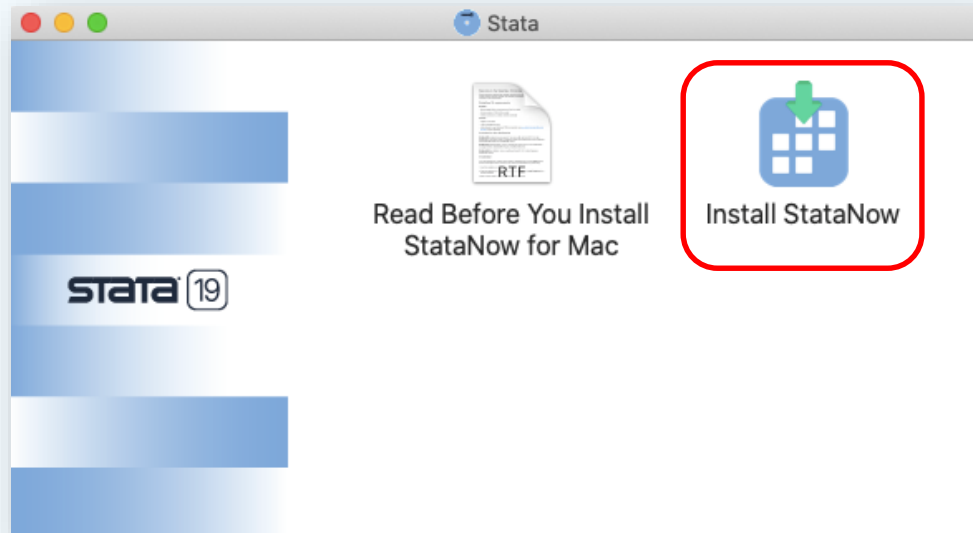 Stata
RTF
Read Before You Install
StataNow for Mac
Install StataNow
STATA 19